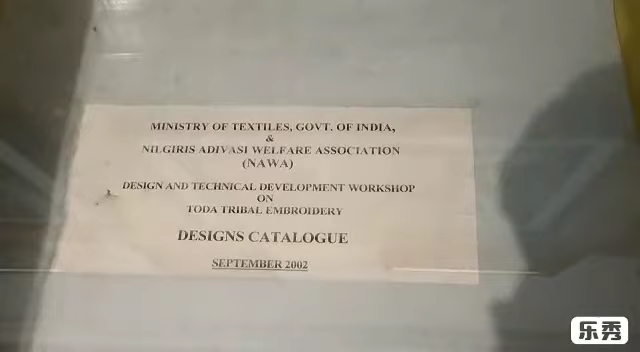 MINISTRY OF TEXTILES, GOVT. OF INDIA,
&
NILGIRIS ADIVASI WELFARE ASSOCIATION
(NAWA)
DESIGN AND TECHNICAL DEVELOPMENT WORKSHOP
ON
TODA TRIBAL EMBROIDERY
DESIGNS CATALOGUE
SEPTEMBER 2002
乐秀